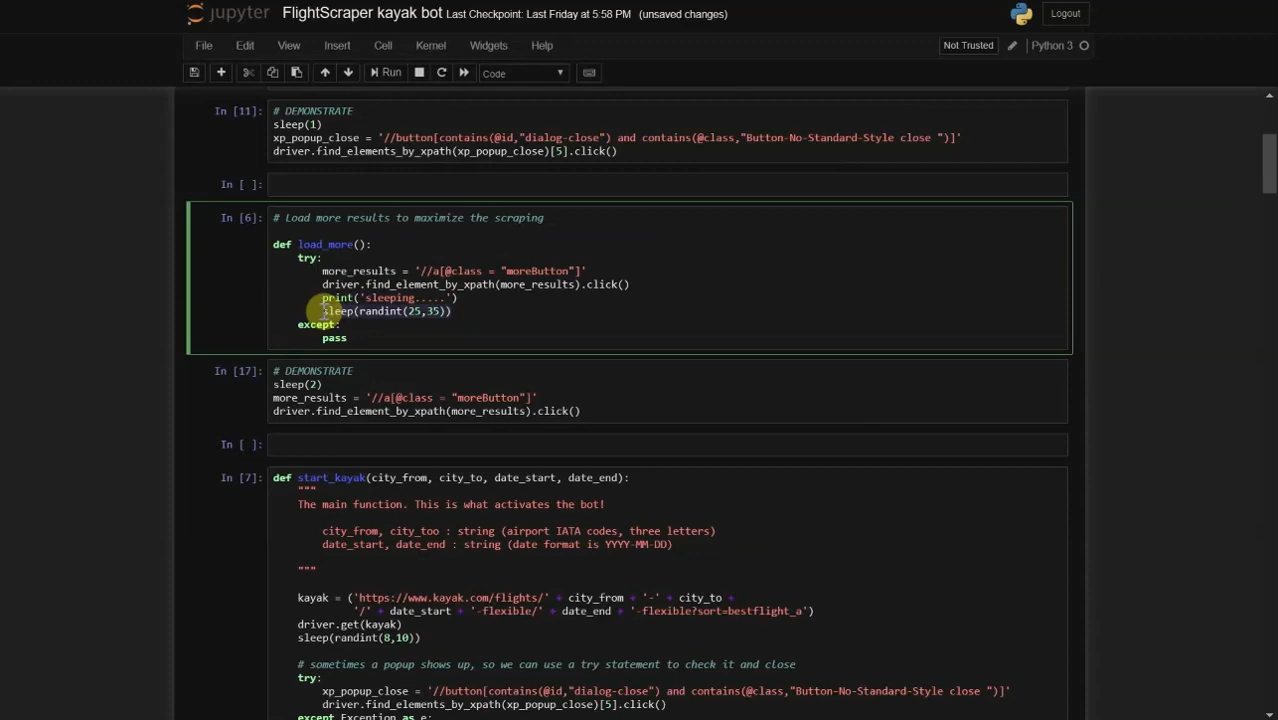 jupyter FlightScraper kayak bot Last Checkpoint: Last Friday at 5:58 PM (unsaved changes) Logout
File Edit View Insert Cell Kernel Widgets Help Not Trusted Python 3
Run Code
In [11]: # DEMONSTRATE
sleep(1)
xp_popup_close = '//button[contains(@id,"dialog-close") and contains(@class,"Button-No-Standard-Style close ")]'
driver.find_elements_by_xpath(xp_popup_close)[5].click()
In [ ]:
In [6]: # Load more results to maximize the scraping
def load_more():
try:
more_results = '//a[@class = "moreButton"]'
driver.find_element_by_xpath(more_results).click()
print('sleeping.....')
sleep(randint(25,35))
except:
pass
In [17]: # DEMONSTRATE
sleep(2)
more_results = '//a[@class = "moreButton"]'
driver.find_element_by_xpath(more_results).click()
In [ ]:
In [7]: def start_kayak(city_from, city_to, date_start, date_end):
"""
The main function. This is what activates the bot!
city_from, city_too : string (airport IATA codes, three letters)
date_start, date_end : string (date format is YYYY-MM-DD)
"""
kayak = ('https://www.kayak.com/flights/' + city_from + '-' + city_to +
'/' + date_start + '-flexible/' + date_end + '-flexible?sort=bestflight_a')
driver.get(kayak)
sleep(randint(8,10))
# sometimes a popup shows up, so we can use a try statement to check it and close
try:
xp_popup_close = '//button[contains(@id,"dialog-close") and contains(@class,"Button-No-Standard-Style close ")]'
driver.find_elements_by_xpath(xp_popup_close)[5].click()
except Exception as e: